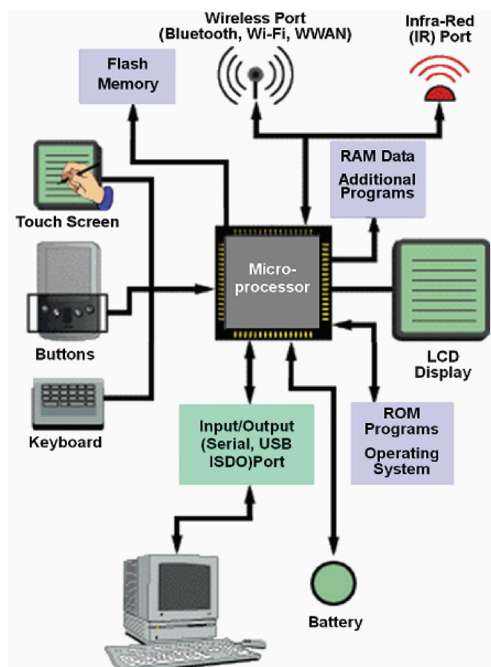 Wireless Port
(Bluetooth, Wi-Fi, WWAN)
Infra-Red
(IR) Port
Flash
Memory
RAM Data
Additional
Programs
Touch Screen
Micro-
processor
Buttons
LCD
Display
Keyboard
Input/Output
(Serial, USB
ISDO)Port
ROM
Programs
Operating
System
Battery